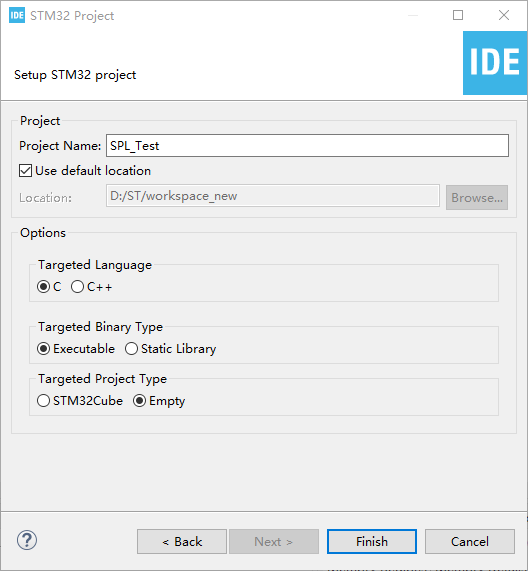 IDE STM32 Project
IDE
Setup STM32 project
Project
Project Name: SPL_Test
Use default location
Location: D:/ST/workspace_new Browse...
Options
Targeted Language
C C++
Targeted Binary Type
Executable Static Library
Targeted Project Type
STM32Cube Empty
? < Back Next > Finish Cancel